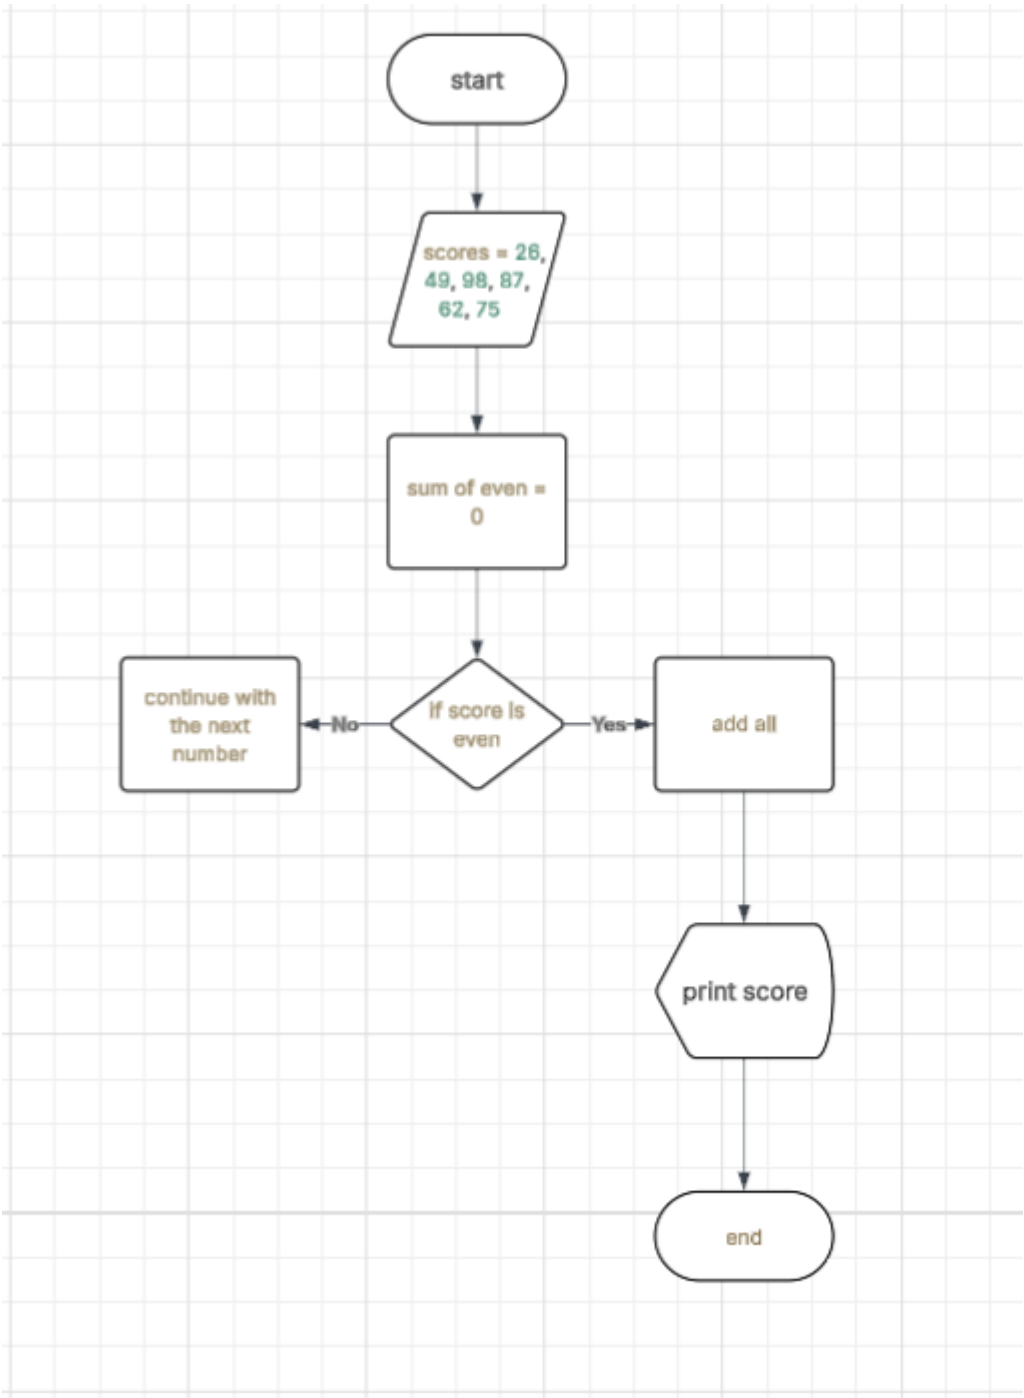 start
scores = 26,
49, 98, 87,
62, 75
sum of even =
0
if score is
even
No
Yes
continue with
the next
number
add all
print score
end